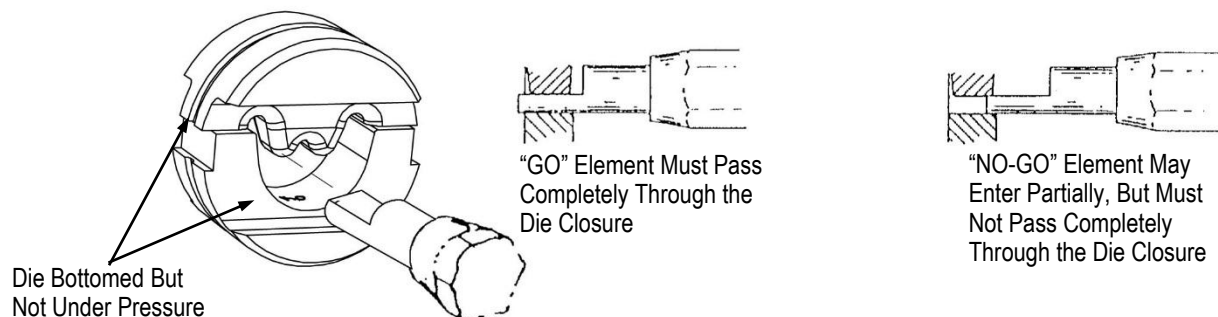 “GO” Element Must Pass
Completely Through the
Die Closure
“NO-GO” Element May
Enter Partially, But Must
Not Pass Completely
Through the Die Closure
Die Bottomed But
Not Under Pressure